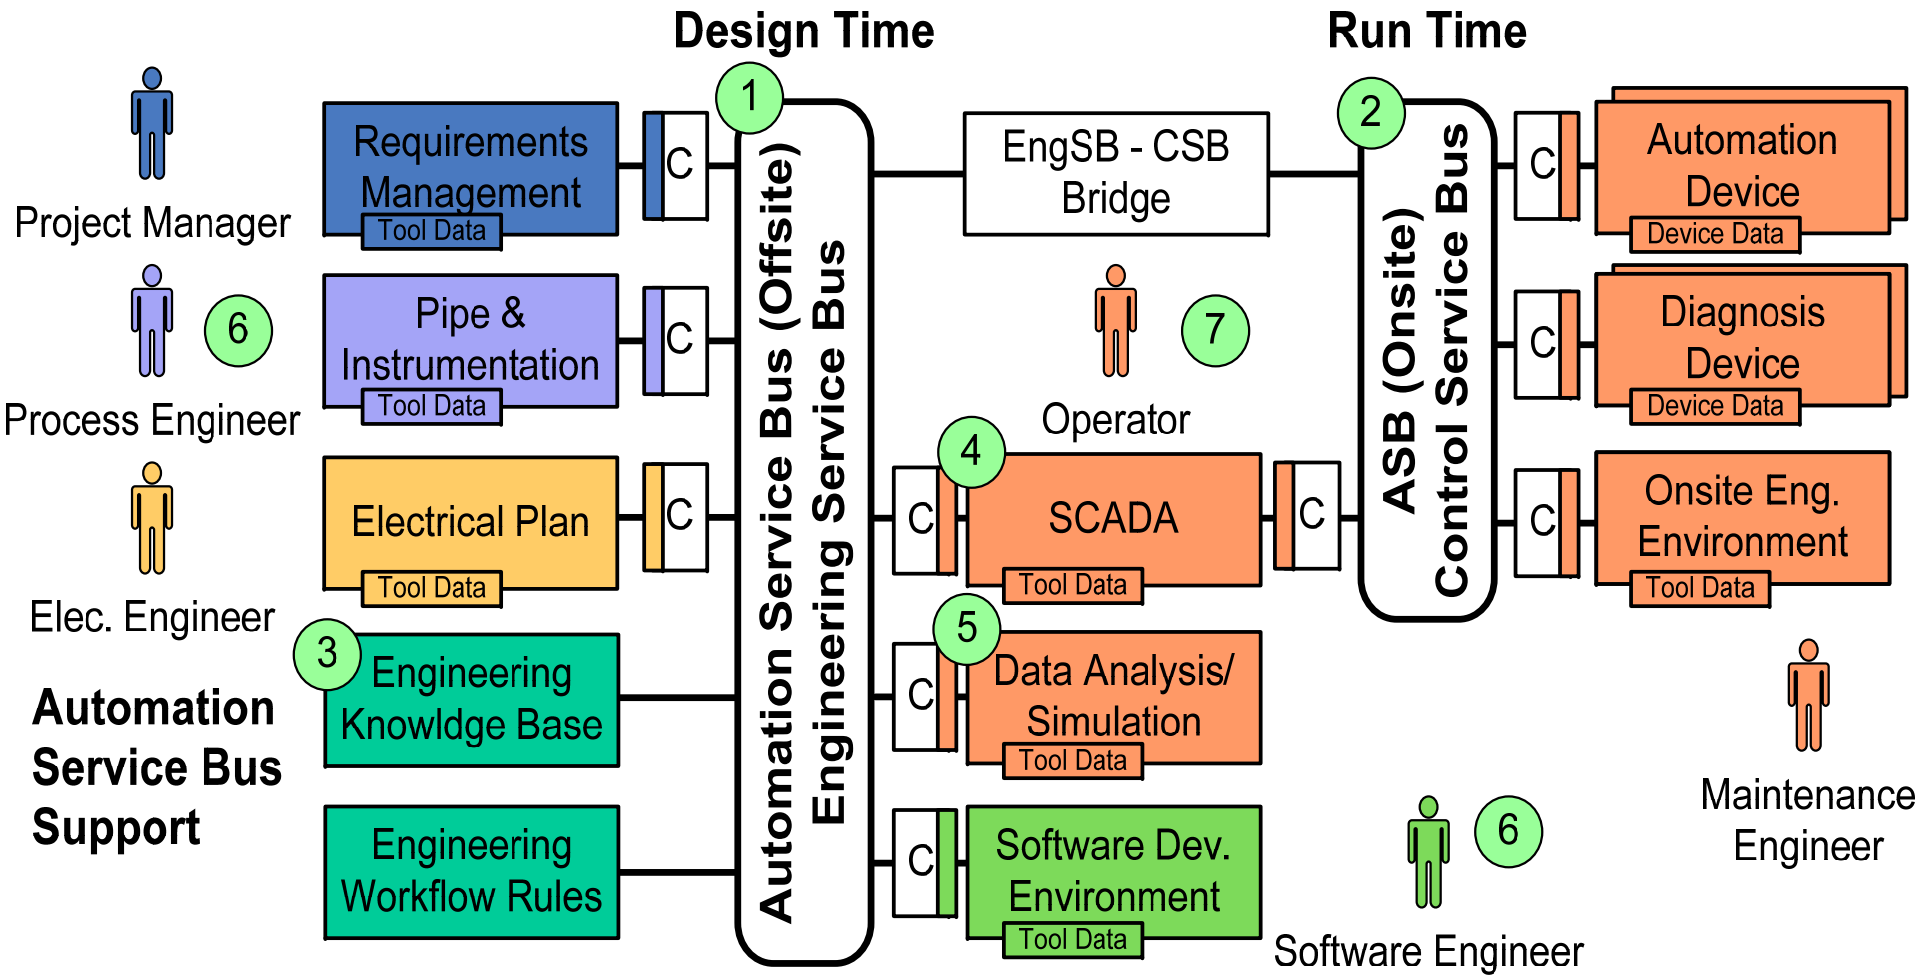 Design Time
Run Time
Project Manager
Process Engineer
6
Elec. Engineer
Automation
Service Bus
Support
Requirements
Management
Tool Data
C
Pipe &
Instrumentation
Tool Data
C
Electrical Plan
Tool Data
C
3
Engineering
Knowldge Base
Engineering
Workflow Rules
1
Automation Service Bus (Offsite)
Engineering Service Bus
EngSB - CSB
Bridge
7
Operator
4
C
SCADA
Tool Data
C
5
C
Data Analysis/
Simulation
Tool Data
C
Software Dev.
Environment
Tool Data
2
ASB (Onsite)
Control Service Bus
C
Automation
Device
Device Data
C
Diagnosis
Device
Device Data
C
Onsite Eng.
Environment
Tool Data
Maintenance
Engineer
6
Software Engineer